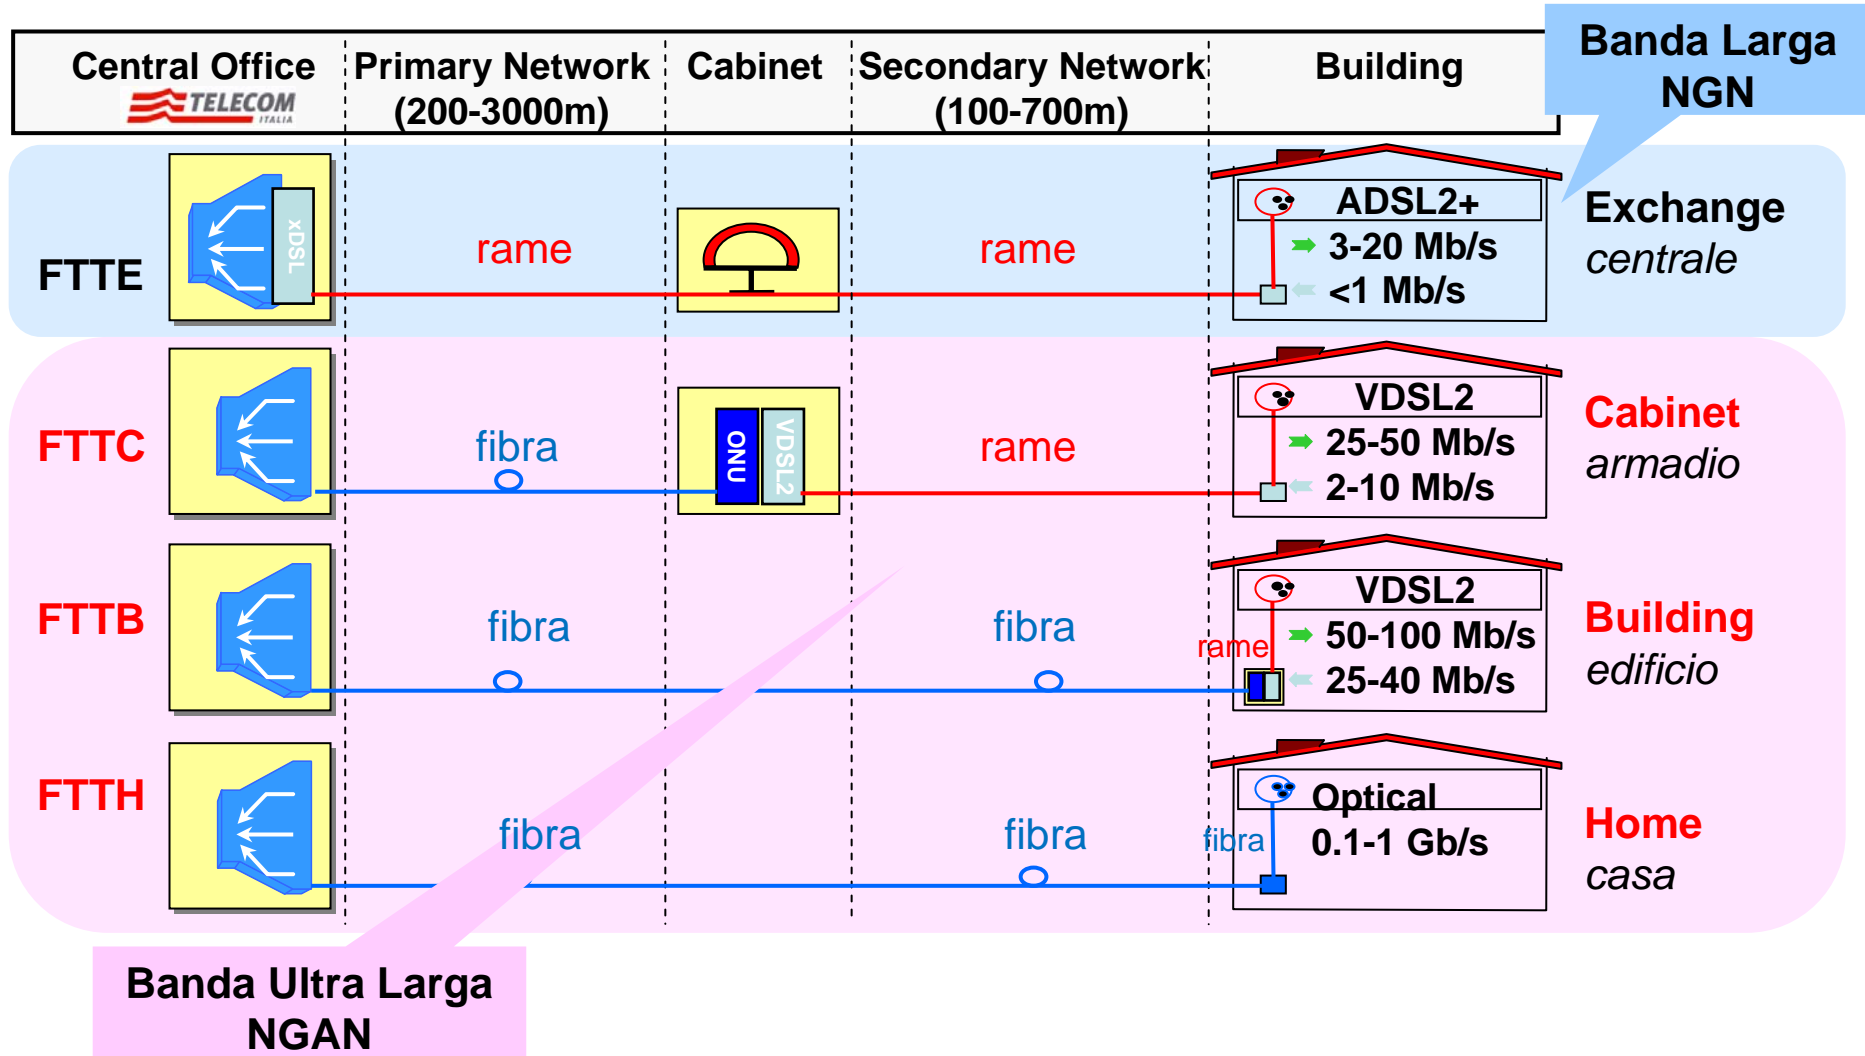 Banda Larga
NGN
Central Office
TELECOM
ITALIA
Primary Network
(200-3000m)
Cabinet
Secondary Network
(100-700m)
Building
FTTE
xDSL
rame
rame
ADSL2+
3-20 Mb/s
<1 Mb/s
Exchange
centrale
FTTC
fibra
ONU
VDSL2
rame
VDSL2
25-50 Mb/s
2-10 Mb/s
Cabinet
armadio
FTTB
fibra
fibra
rame
VDSL2
50-100 Mb/s
25-40 Mb/s
Building
edificio
FTTH
fibra
fibra
fibra
Optical
0.1-1 Gb/s
Home
casa
Banda Ultra Larga
NGAN